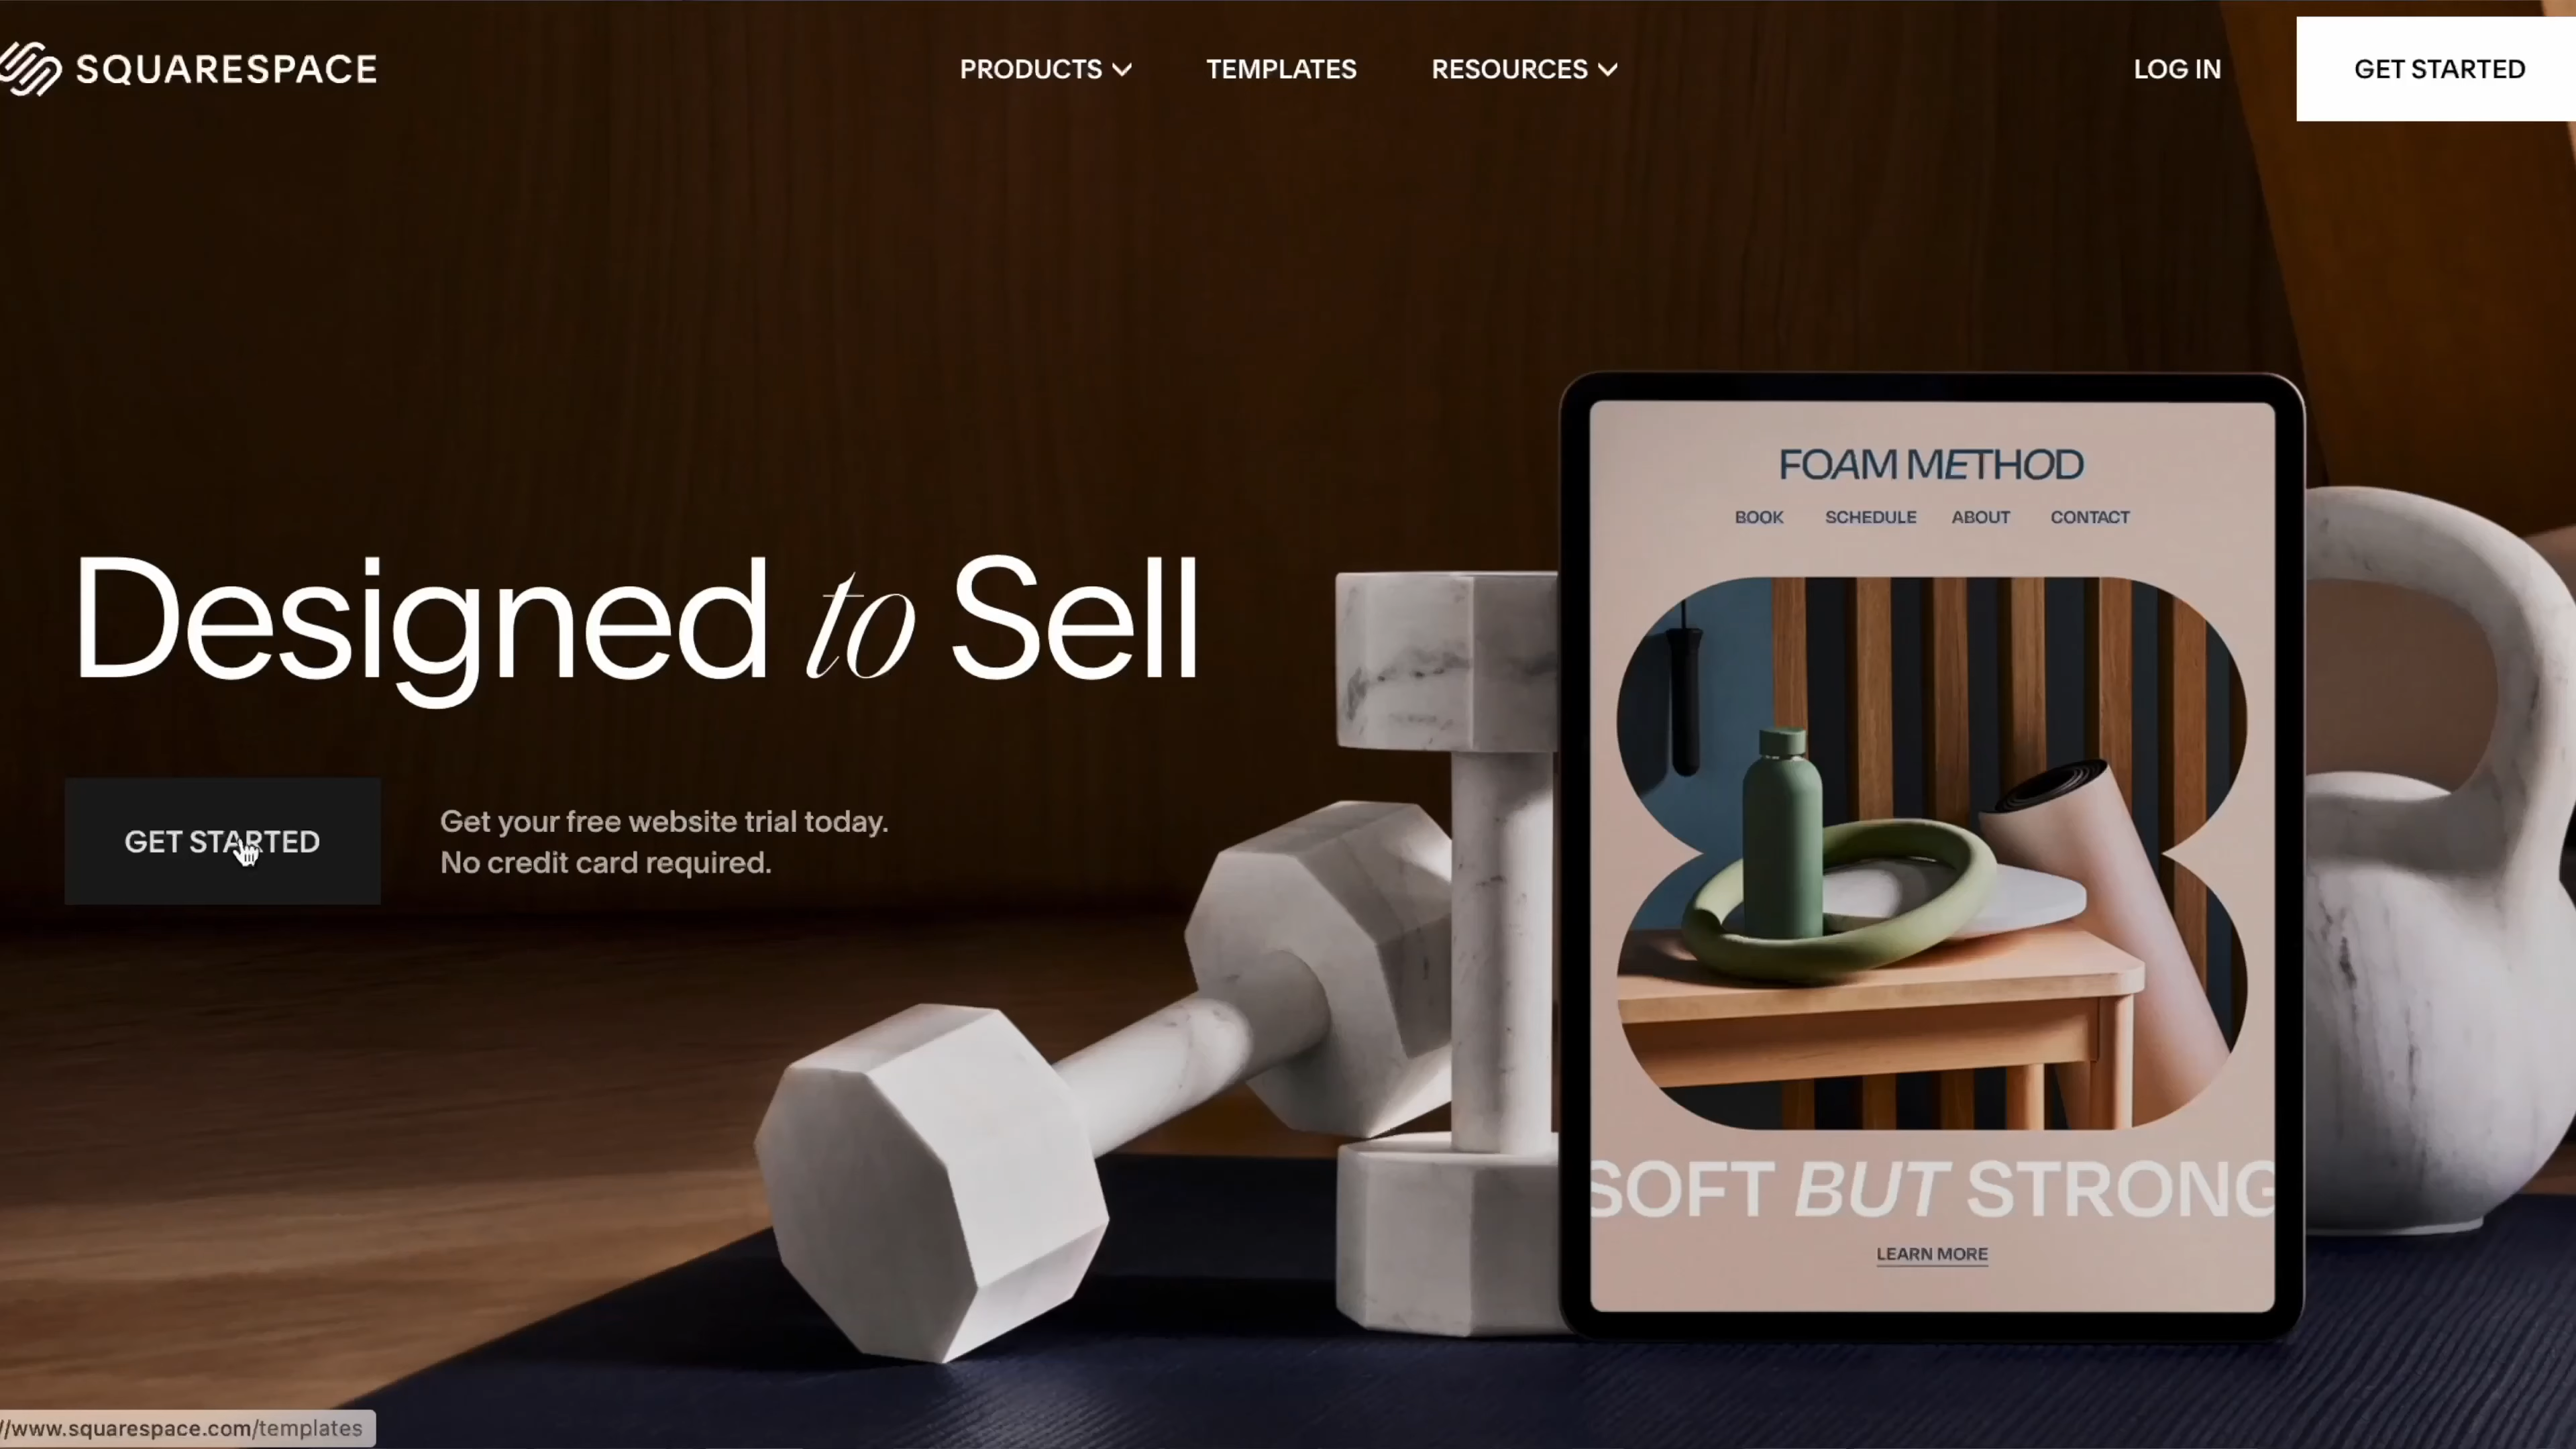 SQUARESPACE
PRODUCTS
TEMPLATES
RESOURCES
LOG IN
GET STARTED
Designed to Sell
GET STARTED
Get your free website trial today.
No credit card required.
FOAM METHOD
BOOK
SCHEDULE
ABOUT
CONTACT
SOFT BUT STRONG
LEARN MORE
//www.squarespace.com/templates